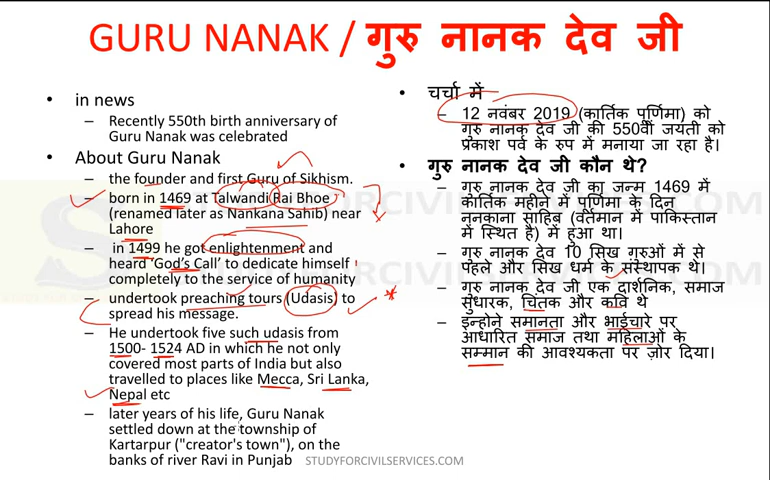 GURU NANAK / गुरु नानक देव जी
• in news
– Recently 550th birth anniversary of
Guru Nanak was celebrated
• About Guru Nanak
– the founder and first Guru of Sikhism.
– born in 1469 at Talwandi Rai Bhoe
(renamed later as Nankana Sahib) near
Lahore
– in 1499 he got enlightenment and
heard 'God's Call' to dedicate himself
completely to the service of humanity
– undertook preaching tours (Udasis) to
spread his message.
– He undertook five such udasis from
1500- 1524 AD in which he not only
covered most parts of India but also
travelled to places like Mecca, Sri Lanka,
Nepal etc
– later years of his life, Guru Nanak
settled down at the township of
Kartarpur ("creator's town"), on the
banks of river Ravi in Punjab
• चर्चा में
– 12 नवंबर 2019 (कार्तिक पूर्णिमा) को
गुरु नानक देव जी की 550वीं जयंती को
प्रकाश पर्व के रुप में मनाया जा रहा है।
• गुरु नानक देव जी कौन थे?
– गुरु नानक देव जी का जन्म 1469 में
कार्तिक महीने में पूर्णिमा के दिन
ननकाना साहिब (वर्तमान में पाकिस्तान
में स्थित है) में हुआ था।
– गुरु नानक देव 10 सिख गुरुओं में से
पहले और सिख धर्म के संस्थापक थे।
– गुरु नानक देव जी एक दार्शनिक, समाज
सुधारक, चिंतक और कवि थे
– इन्होने समानता और भाईचारे पर
आधारित समाज तथा महिलाओं के
सम्मान की आवश्यकता पर ज़ोर दिया।
STUDYFORCIVILSERVICES.COM